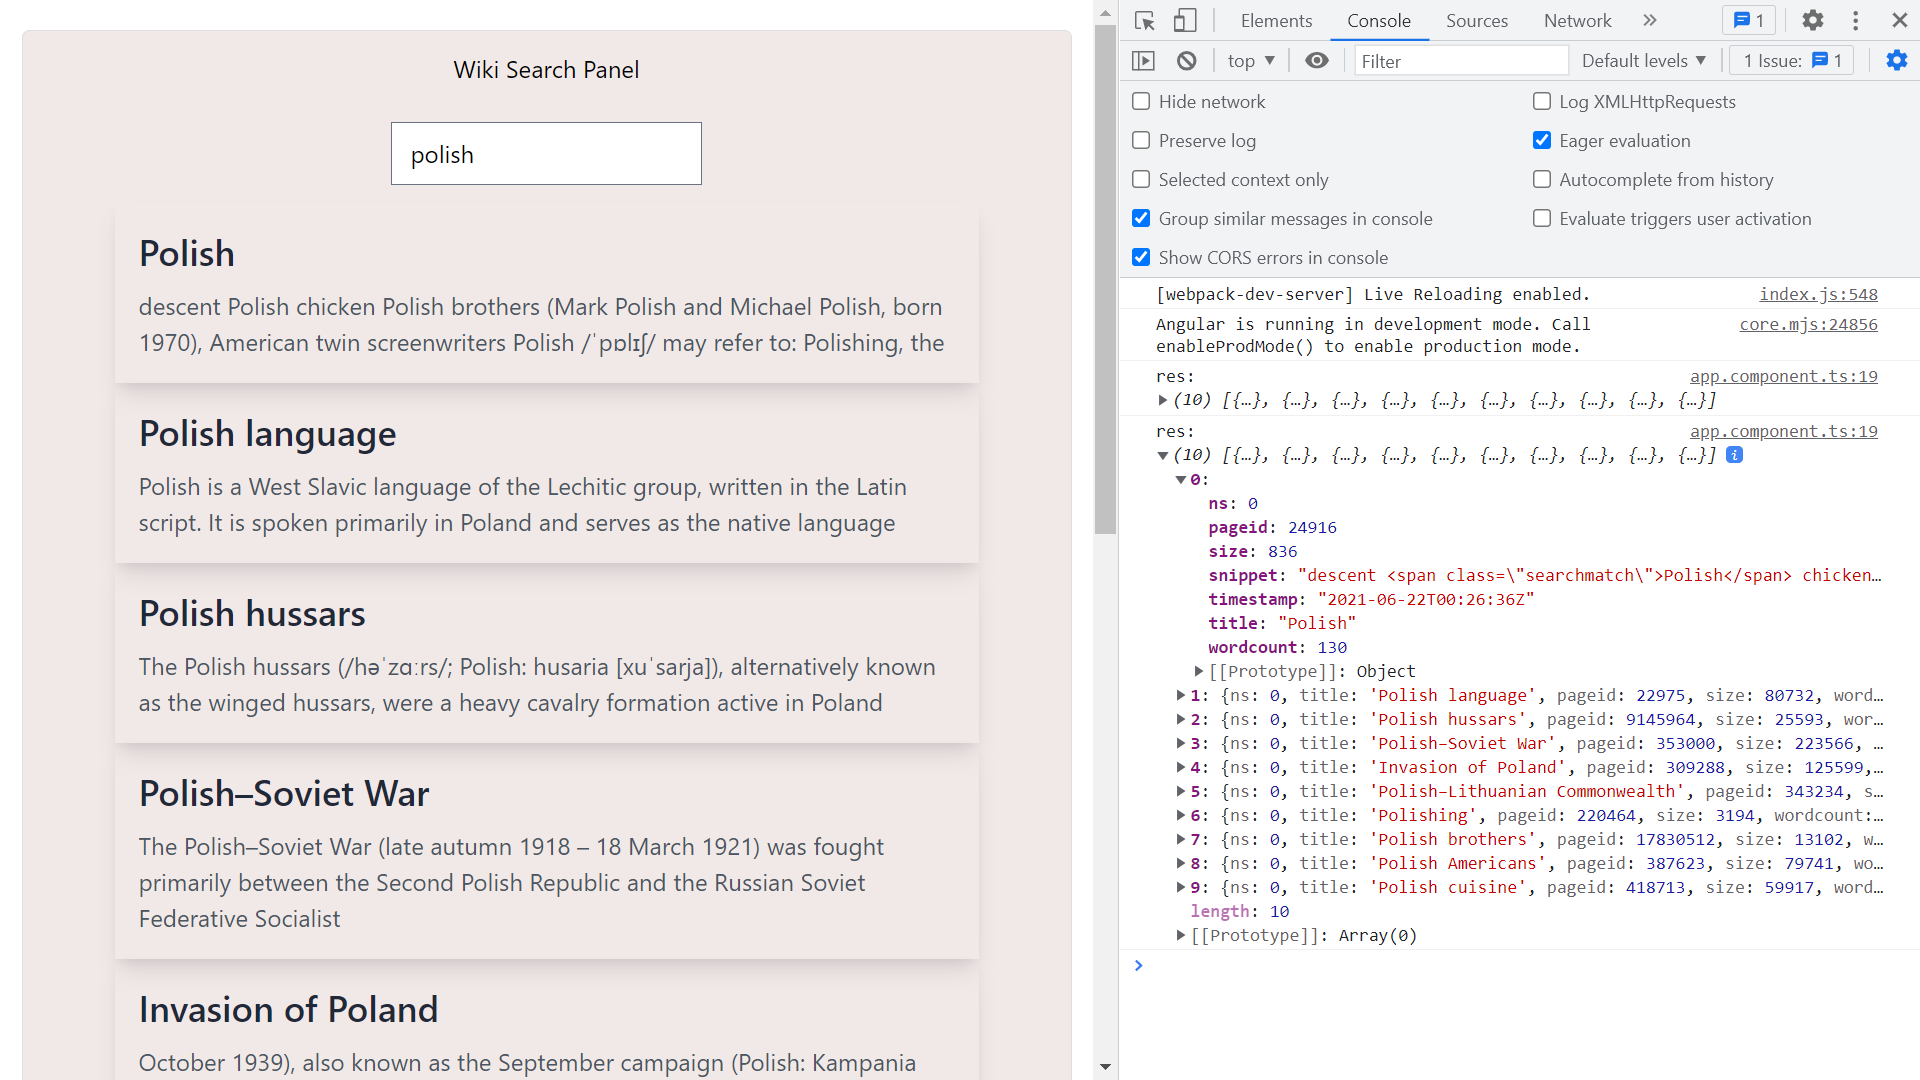 Wiki Search Panel
polish
Polish
descent Polish chicken Polish brothers (Mark Polish and Michael Polish, born
1970), American twin screenwriters Polish /ˈpɒlɪʃ/ may refer to: Polishing, the
Polish language
Polish is a West Slavic language of the Lechitic group, written in the Latin
script. It is spoken primarily in Poland and serves as the native language
Polish hussars
The Polish hussars (/həˈzɑːrs/; Polish: husaria [xuˈsarja]), alternatively known
as the winged hussars, were a heavy cavalry formation active in Poland
Polish–Soviet War
The Polish–Soviet War (late autumn 1918 – 18 March 1921) was fought
primarily between the Second Polish Republic and the Russian Soviet
Federative Socialist
Invasion of Poland
October 1939), also known as the September campaign (Polish: Kampania
Elements Console Sources Network » 1
top ▼ Filter Default levels ▼ 1 Issue: 1
Hide network Log XMLHttpRequests
Preserve log Eager evaluation
Selected context only Autocomplete from history
Group similar messages in console Evaluate triggers user activation
Show CORS errors in console
[webpack-dev-server] Live Reloading enabled. index.js:548
Angular is running in development mode. Call core.mjs:24856
enableProdMode() to enable production mode.
res: app.component.ts:19
▶(10) [{…}, {…}, {…}, {…}, {…}, {…}, {…}, {…}, {…}, {…}]
res: app.component.ts:19
▼(10) [{…}, {…}, {…}, {…}, {…}, {…}, {…}, {…}, {…}, {…}] i
▼0:
ns: 0
pageid: 24916
size: 836
snippet: "descent <span class=\"searchmatch\">Polish</span> chicken…
timestamp: "2021-06-22T00:26:36Z"
title: "Polish"
wordcount: 130
▶[[Prototype]]: Object
▶1: {ns: 0, title: 'Polish language', pageid: 22975, size: 80732, word…
▶2: {ns: 0, title: 'Polish hussars', pageid: 9145964, size: 25593, wor…
▶3: {ns: 0, title: 'Polish–Soviet War', pageid: 353000, size: 223566, …
▶4: {ns: 0, title: 'Invasion of Poland', pageid: 309288, size: 125599,…
▶5: {ns: 0, title: 'Polish–Lithuanian Commonwealth', pageid: 343234, s…
▶6: {ns: 0, title: 'Polishing', pageid: 220464, size: 3194, wordcount:…
▶7: {ns: 0, title: 'Polish brothers', pageid: 17830512, size: 13102, w…
▶8: {ns: 0, title: 'Polish Americans', pageid: 387623, size: 79741, wo…
▶9: {ns: 0, title: 'Polish cuisine', pageid: 418713, size: 59917, word…
length: 10
▶[[Prototype]]: Array(0)